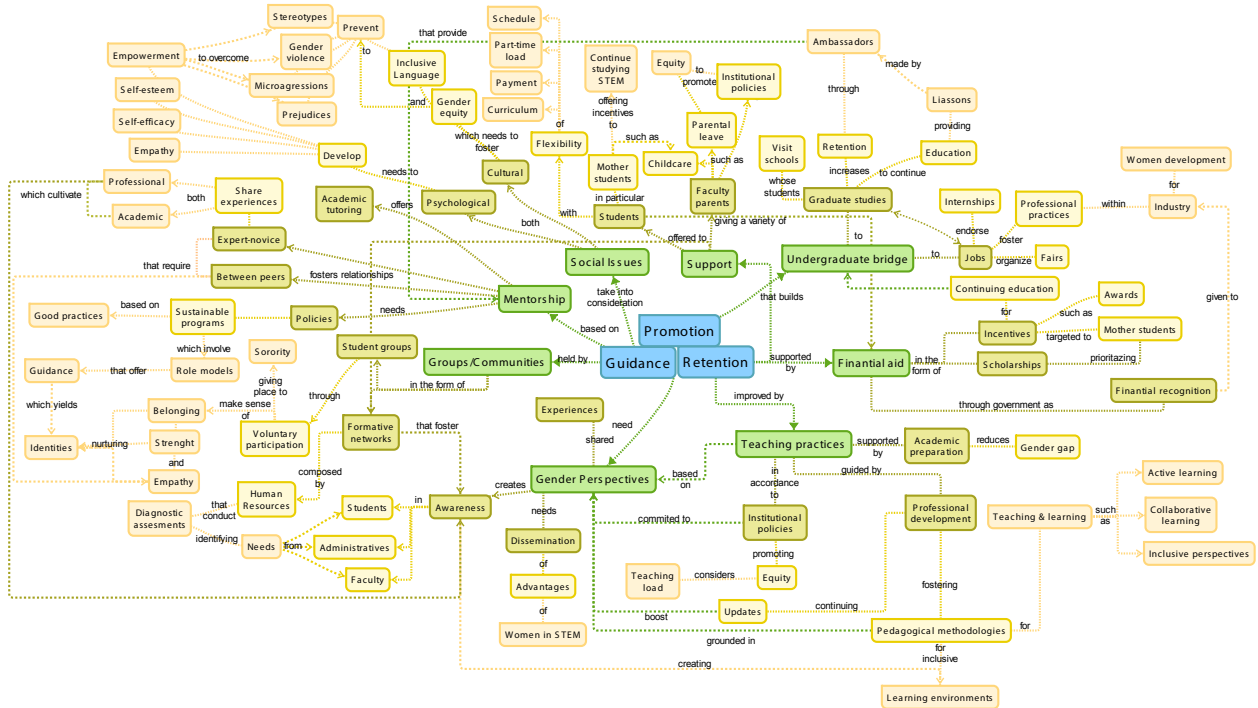 Stereotypes
Prevent
Schedule
that provide
Ambassadors
Empowerment
to overcome
Gender
violence
to
Inclusive
Language
Part-time
load
Continue
studying
STEM
Equity
to
promote
Institutional
policies
made by
Self-esteem
Microagressions
Payment
Liassons
Prejudices
and
Gender
equity
Curriculum
offering
incentives
to
through
Self-efficacy
which needs to
foster
of
Flexibility
such as
Parental
leave
providing
Empathy
Develop
Cultural
Mother
students
Childcare
such as
Visit
schools
Retention
Education
Women development
Professional
needs to
in particular
whose
students
increases
to continue
for
which cultivate
both
Share
experiences
Academic
tutoring
offers
Psychological
Students
Faculty
parents
Graduate studies
Internships
Professional
practices
within
Industry
Academic
both
with
giving a variety of
endorse
foster
Expert-novice
offered to
to
that require
Between peers
fosters relationships
Social Issues
Support
Undergraduate bridge
to
Jobs
organize
Fairs
take into
consideration
that builds
Continuing education
given to
Good practices
based on
Sustainable
programs
Policies
needs
Mentorship
based on
Promotion
for
Awards
such as
Incentives
targeted to
Mother students
which involve
Sorority
Student groups
Groups/Communities
held by
Guidance
Retention
supported
by
Finantial aid
in the
form of
Scholarships
prioritazing
Guidance
that offer
Role models
giving
place to
in the form of
Finantial recognition
which yields
through
improved by
through government as
Belonging
make sense
of
Experiences
need
Identities
nurturing
Strenght
Voluntary
participation
Formative
networks
that foster
shared
Teaching practices
supported
by
Academic
preparation
reduces
Gender gap
and
Empathy
composed
by
Gender Perspectives
based
on
in
accordance
to
guided by
Active learning
Diagnostic
assesments
that
conduct
Human
Resources
Students
in
Awareness
creates
needs
commited to
Institutional
policies
Professional
development
Teaching & learning
such
as
Collaborative
learning
identifying
Needs
from
Administratives
Dissemination
promoting
Inclusive perspectives
Faculty
of
Advantages
Teaching
load
considers
Equity
fostering
of
boost
Updates
continuing
Women in STEM
grounded in
Pedagogical methodologies
for
for
inclusive
creating
Learning environments